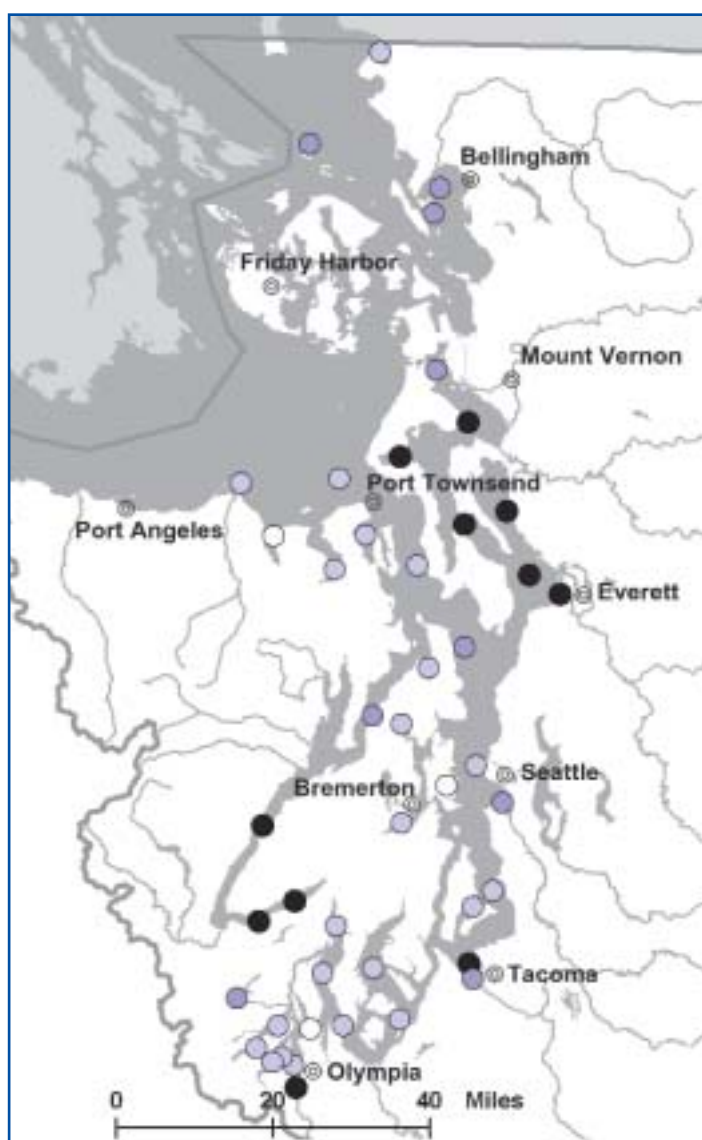 Bellingham
Friday Harbor
Mount Vernon
Port Townsend
Port Angeles
Everett
Seattle
Bremerton
Tacoma
Olympia
0 20 40 Miles